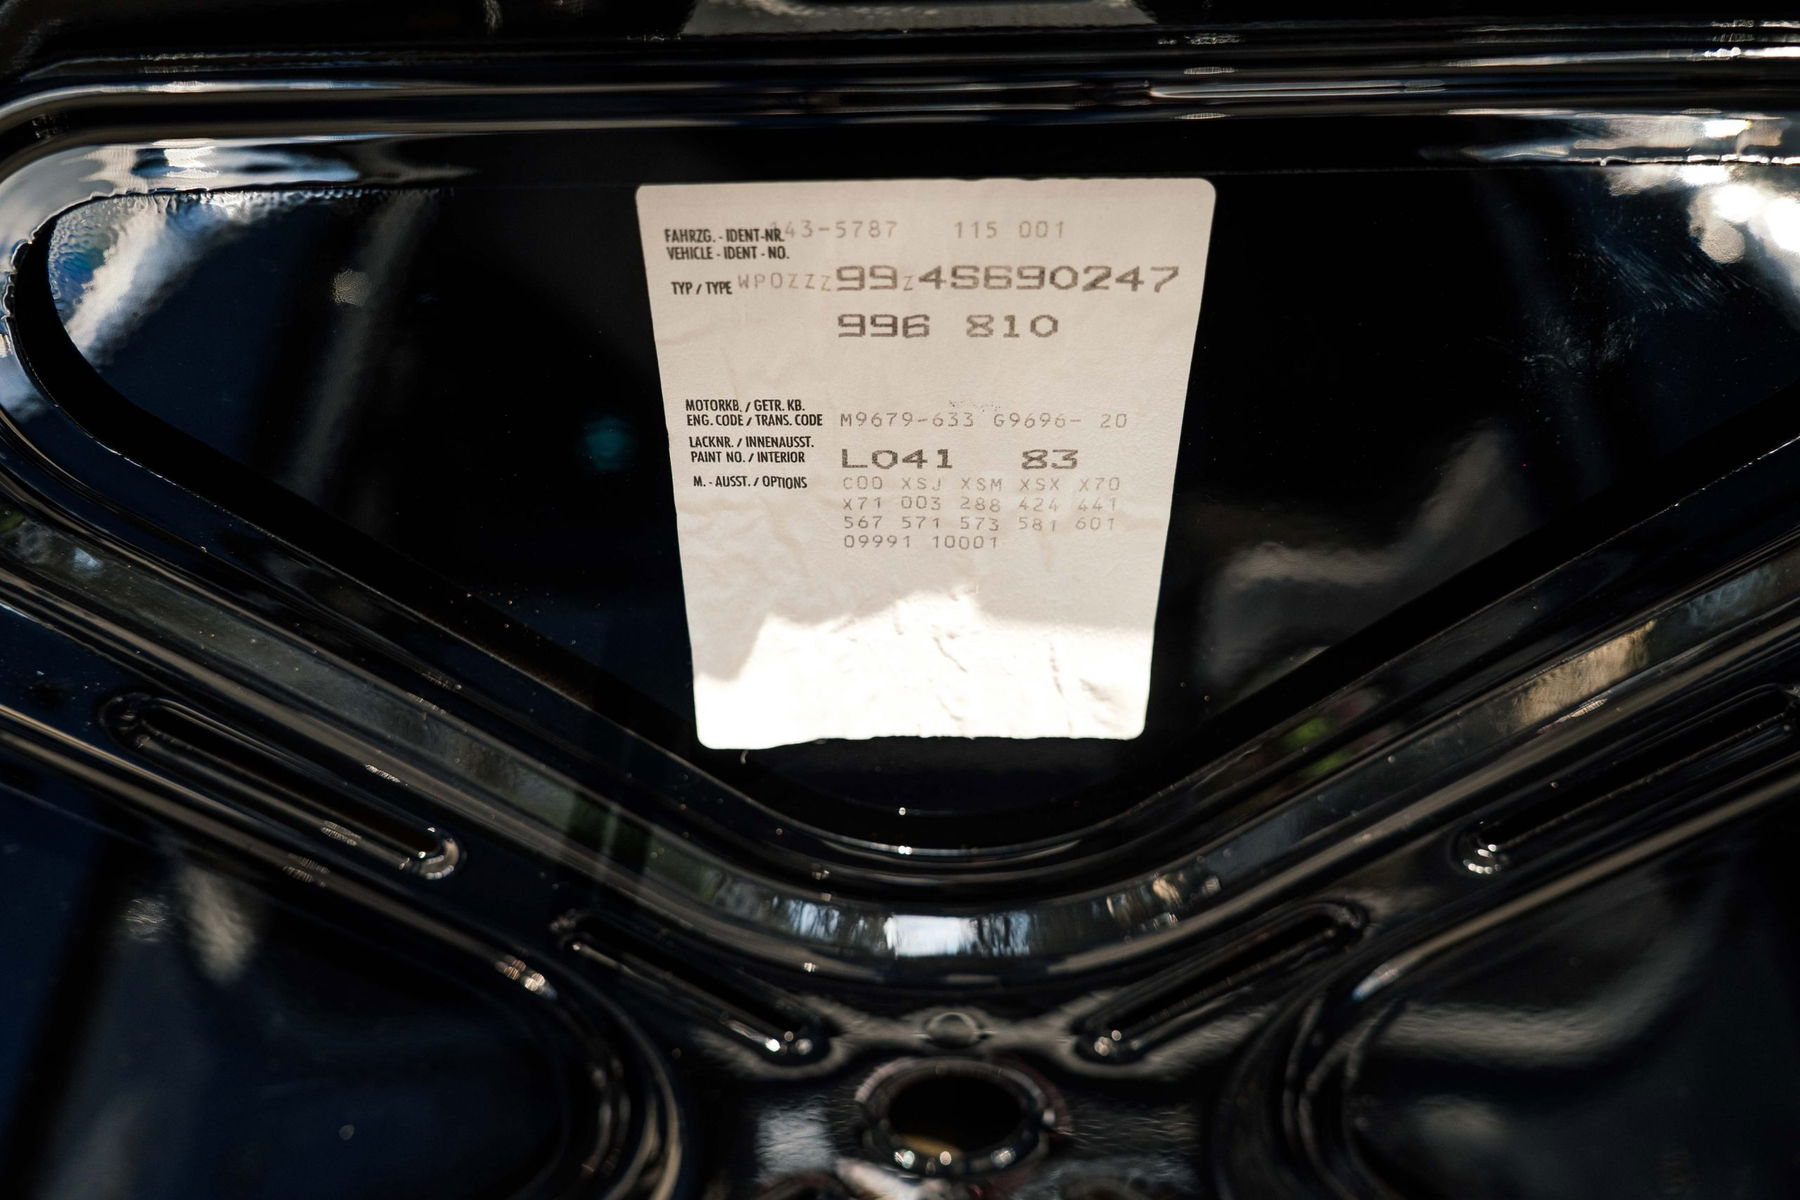 FAHRZG. - IDENT-NR. 143-5787 115 001
VEHICLE - IDENT - NO.
TYP / TYPE WP0ZZZ99Z4S690247
996 810
MOTORKB. / GETR. KB.
ENG. CODE / TRANS. CODE M9679-633 G9696- 20
LACKNR. / INNENAUSST.
PAINT NO. / INTERIOR L041 83
M. - AUSST. / OPTIONS C00 XSJ XSM XSX X70
X71 003 288 424 441
567 571 573 581 601
09991 10001